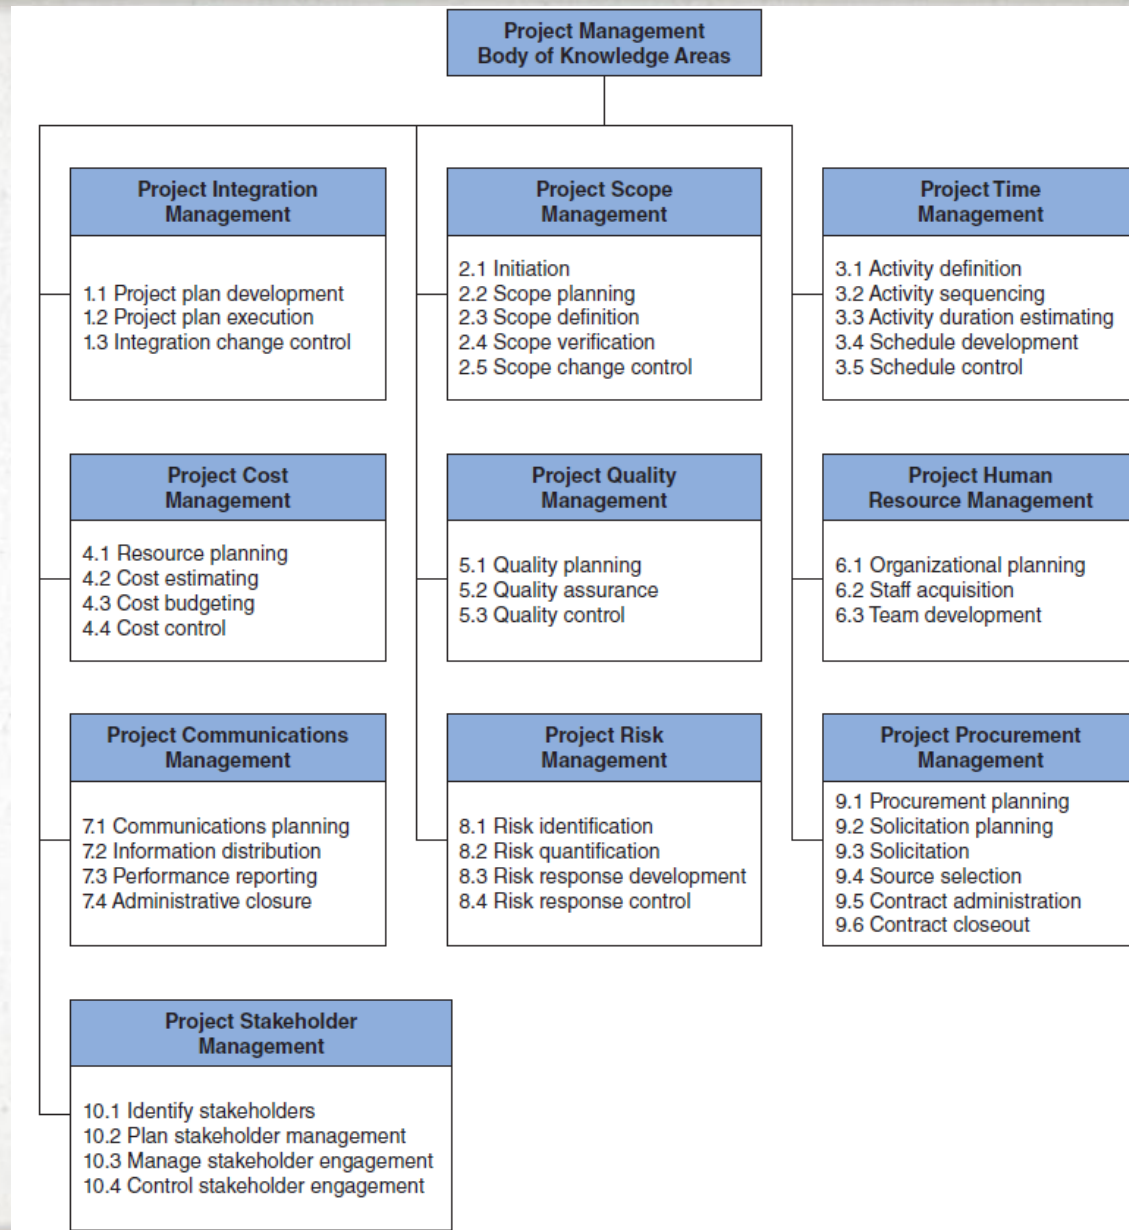 Project Management
Body of Knowledge Areas
Project Integration
Management
1.1 Project plan development
1.2 Project plan execution
1.3 Integration change control
Project Scope
Management
2.1 Initiation
2.2 Scope planning
2.3 Scope definition
2.4 Scope verification
2.5 Scope change control
Project Time
Management
3.1 Activity definition
3.2 Activity sequencing
3.3 Activity duration estimating
3.4 Schedule development
3.5 Schedule control
Project Cost
Management
4.1 Resource planning
4.2 Cost estimating
4.3 Cost budgeting
4.4 Cost control
Project Quality
Management
5.1 Quality planning
5.2 Quality assurance
5.3 Quality control
Project Human
Resource Management
6.1 Organizational planning
6.2 Staff acquisition
6.3 Team development
Project Communications
Management
7.1 Communications planning
7.2 Information distribution
7.3 Performance reporting
7.4 Administrative closure
Project Risk
Management
8.1 Risk identification
8.2 Risk quantification
8.3 Risk response development
8.4 Risk response control
Project Procurement
Management
9.1 Procurement planning
9.2 Solicitation planning
9.3 Solicitation
9.4 Source selection
9.5 Contract administration
9.6 Contract closeout
Project Stakeholder
Management
10.1 Identify stakeholders
10.2 Plan stakeholder management
10.3 Manage stakeholder engagement
10.4 Control stakeholder engagement